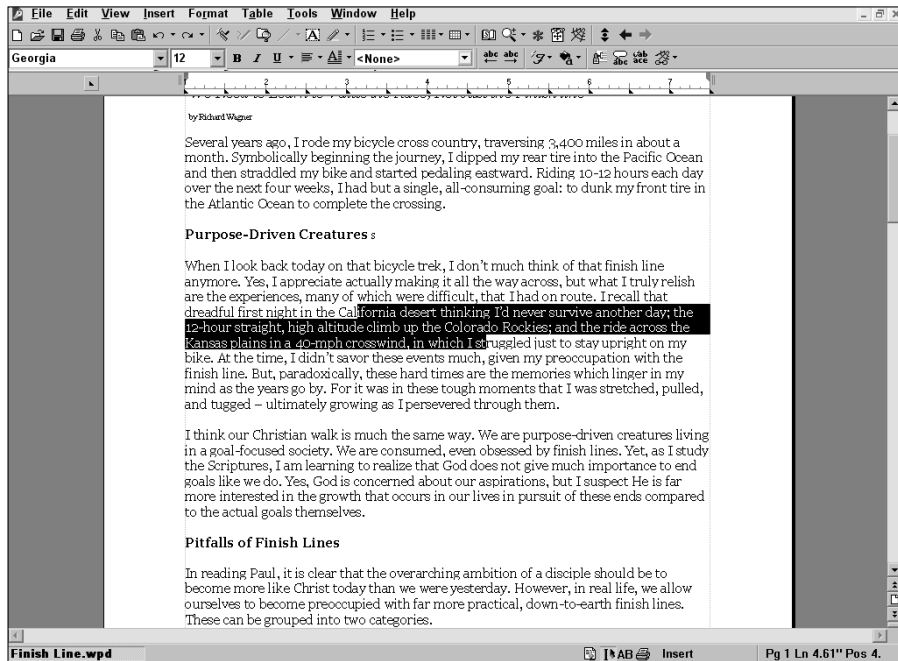 File Edit View Insert Format Table Tools Window Help
Georgia 12 B I U <None> abc abc
1 2 3 4 5 6 7
by Richard Wagner
Several years ago, I rode my bicycle cross country, traversing 3,400 miles in about a
month. Symbolically beginning the journey, I dipped my rear tire into the Pacific Ocean
and then straddled my bike and started pedaling eastward. Riding 10-12 hours each day
over the next four weeks, I had but a single, all-consuming goal: to dunk my front tire in
the Atlantic Ocean to complete the crossing.
Purpose-Driven Creatures s
When I look back today on that bicycle trek, I don't much think of that finish line
anymore. Yes, I appreciate actually making it all the way across, but what I truly relish
are the experiences, many of which were difficult, that I had on route. I recall that
dreadful first night in the California desert thinking I'd never survive another day; the
12-hour straight, high altitude climb up the Colorado Rockies; and the ride across the
Kansas plains in a 40-mph crosswind, in which I struggled just to stay upright on my
bike. At the time, I didn't savor these events much, given my preoccupation with the
finish line. But, paradoxically, these hard times are the memories which linger in my
mind as the years go by. For it was in these tough moments that I was stretched, pulled,
and tugged – ultimately growing as I persevered through them.
I think our Christian walk is much the same way. We are purpose-driven creatures living
in a goal-focused society. We are consumed, even obsessed by finish lines. Yet, as I study
the Scriptures, I am learning to realize that God does not give much importance to end
goals like we do. Yes, God is concerned about our aspirations, but I suspect He is far
more interested in the growth that occurs in our lives in pursuit of these ends compared
to the actual goals themselves.
Pitfalls of Finish Lines
In reading Paul, it is clear that the overarching ambition of a disciple should be to
become more like Christ today than we were yesterday. However, in real life, we allow
ourselves to become preoccupied with far more practical, down-to-earth finish lines.
These can be grouped into two categories.
Finish Line.wpd AB Insert Pg 1 Ln 4.61" Pos 4.